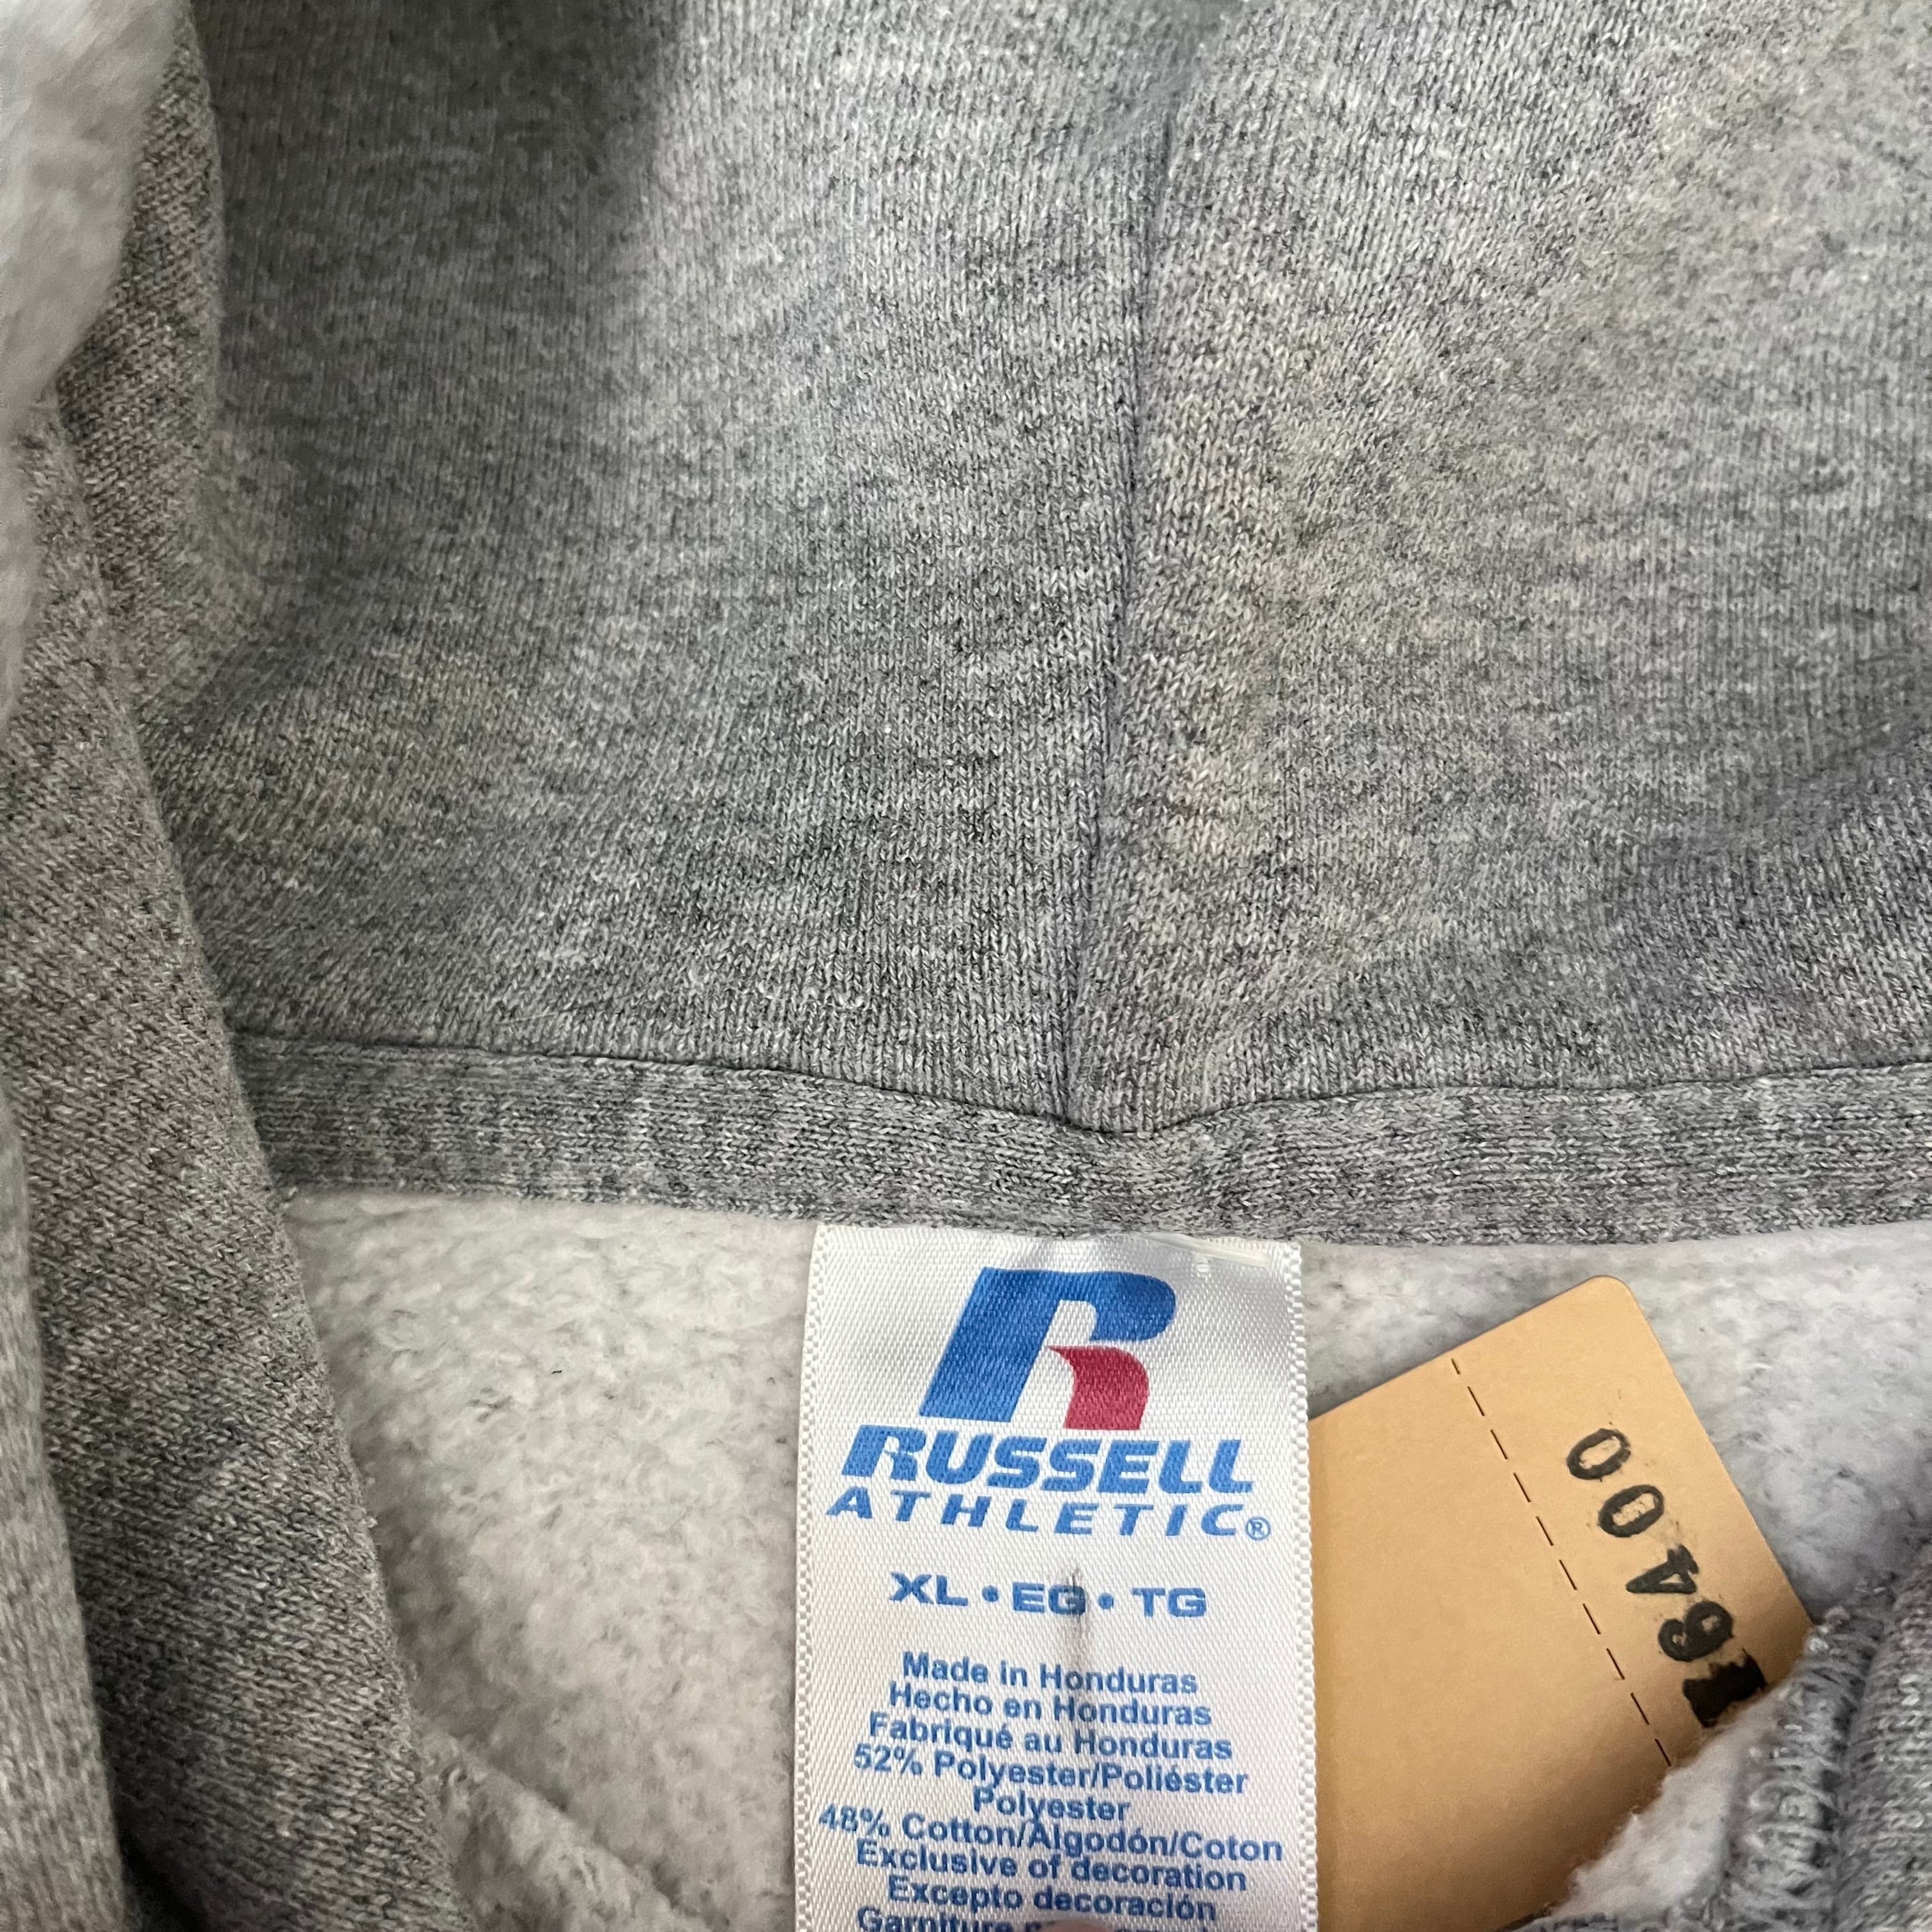 RUSSELL
ATHLETIC®
XL • EG • TG
Made in Honduras
Hecho en Honduras
Fabriqué au Honduras
52% Polyester/Poliéster
Polyester
48% Cotton/Algodón/Coton
Exclusive of decoration
Excepto decoración
Garniture